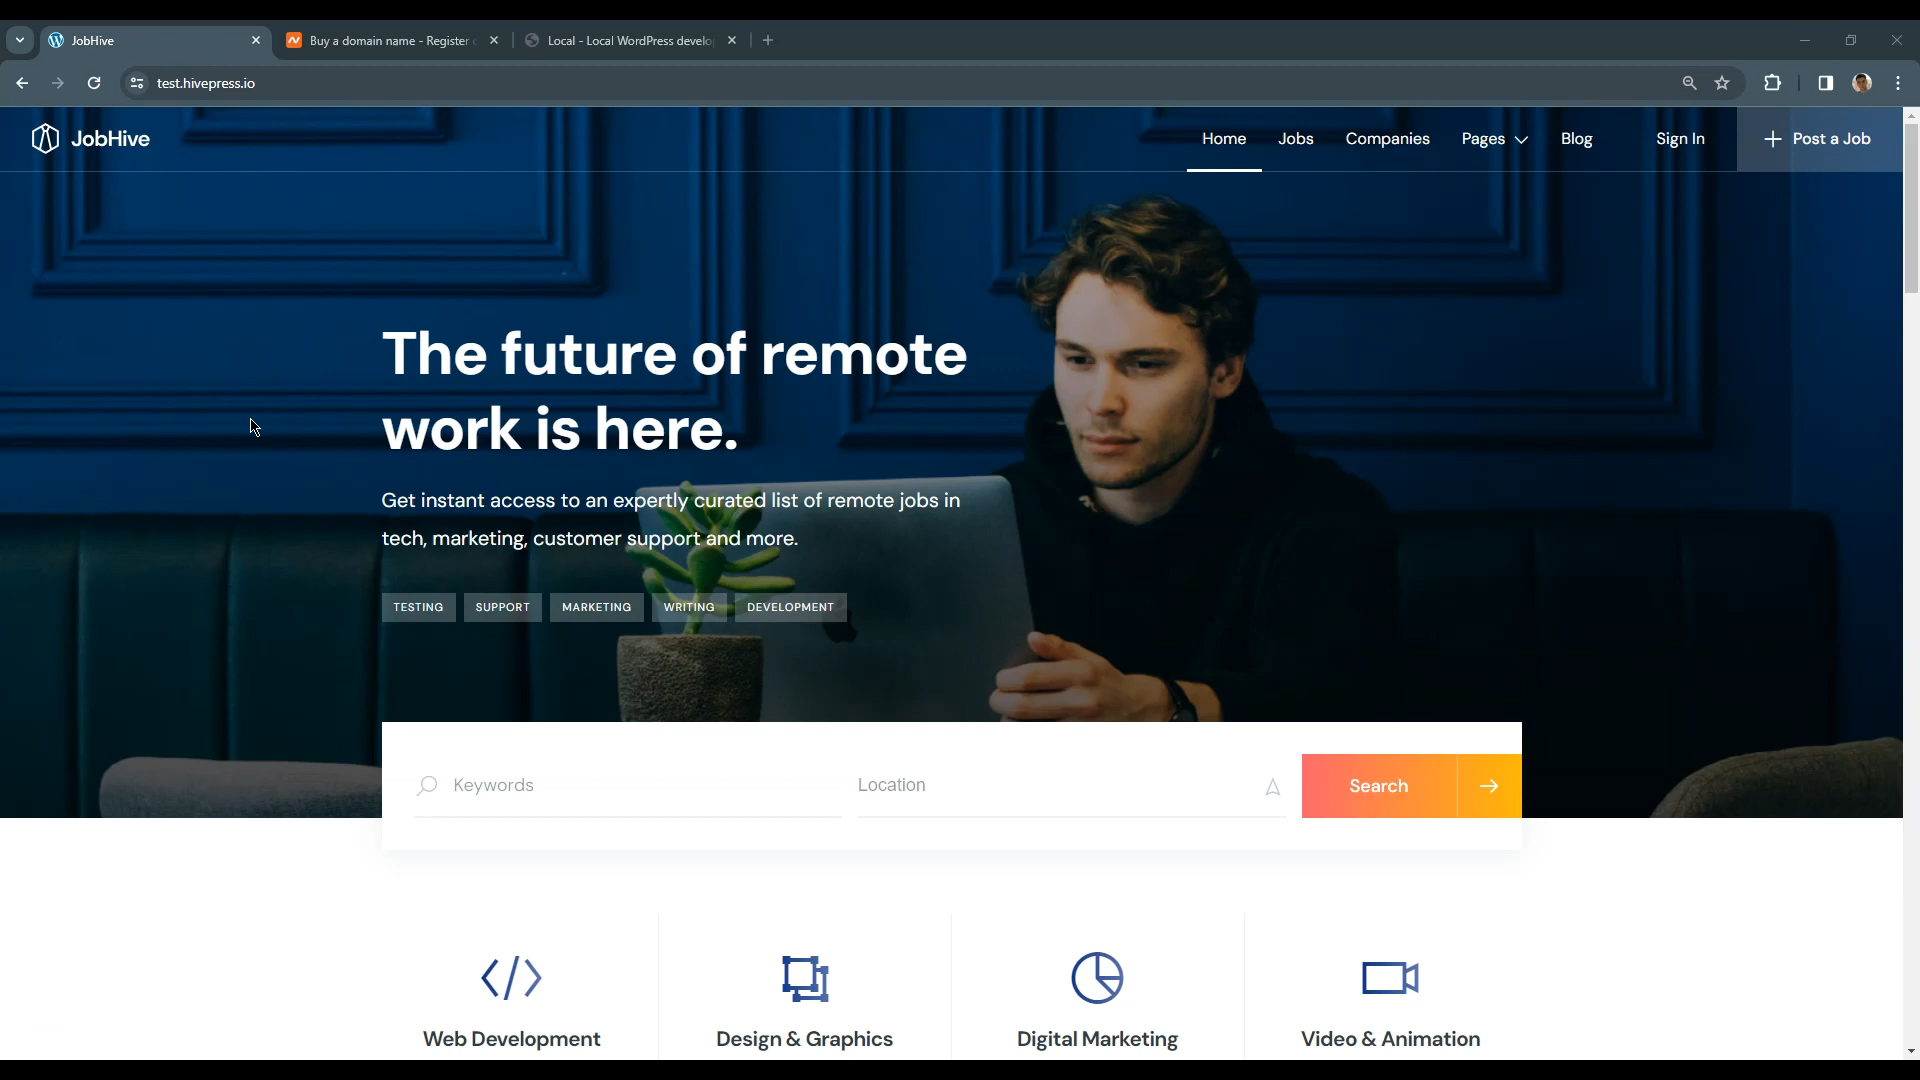 JobHive
Buy a domain name - Register
Local - Local WordPress develo
test.hivepress.io
JobHive
Home
Jobs
Companies
Pages
Blog
Sign In
Post a Job
The future of remote
work is here.
Get instant access to an expertly curated list of remote jobs in
tech, marketing, customer support and more.
TESTING
SUPPORT
MARKETING
WRITING
DEVELOPMENT
Keywords
Location
Search
Web Development
Design & Graphics
Digital Marketing
Video & Animation